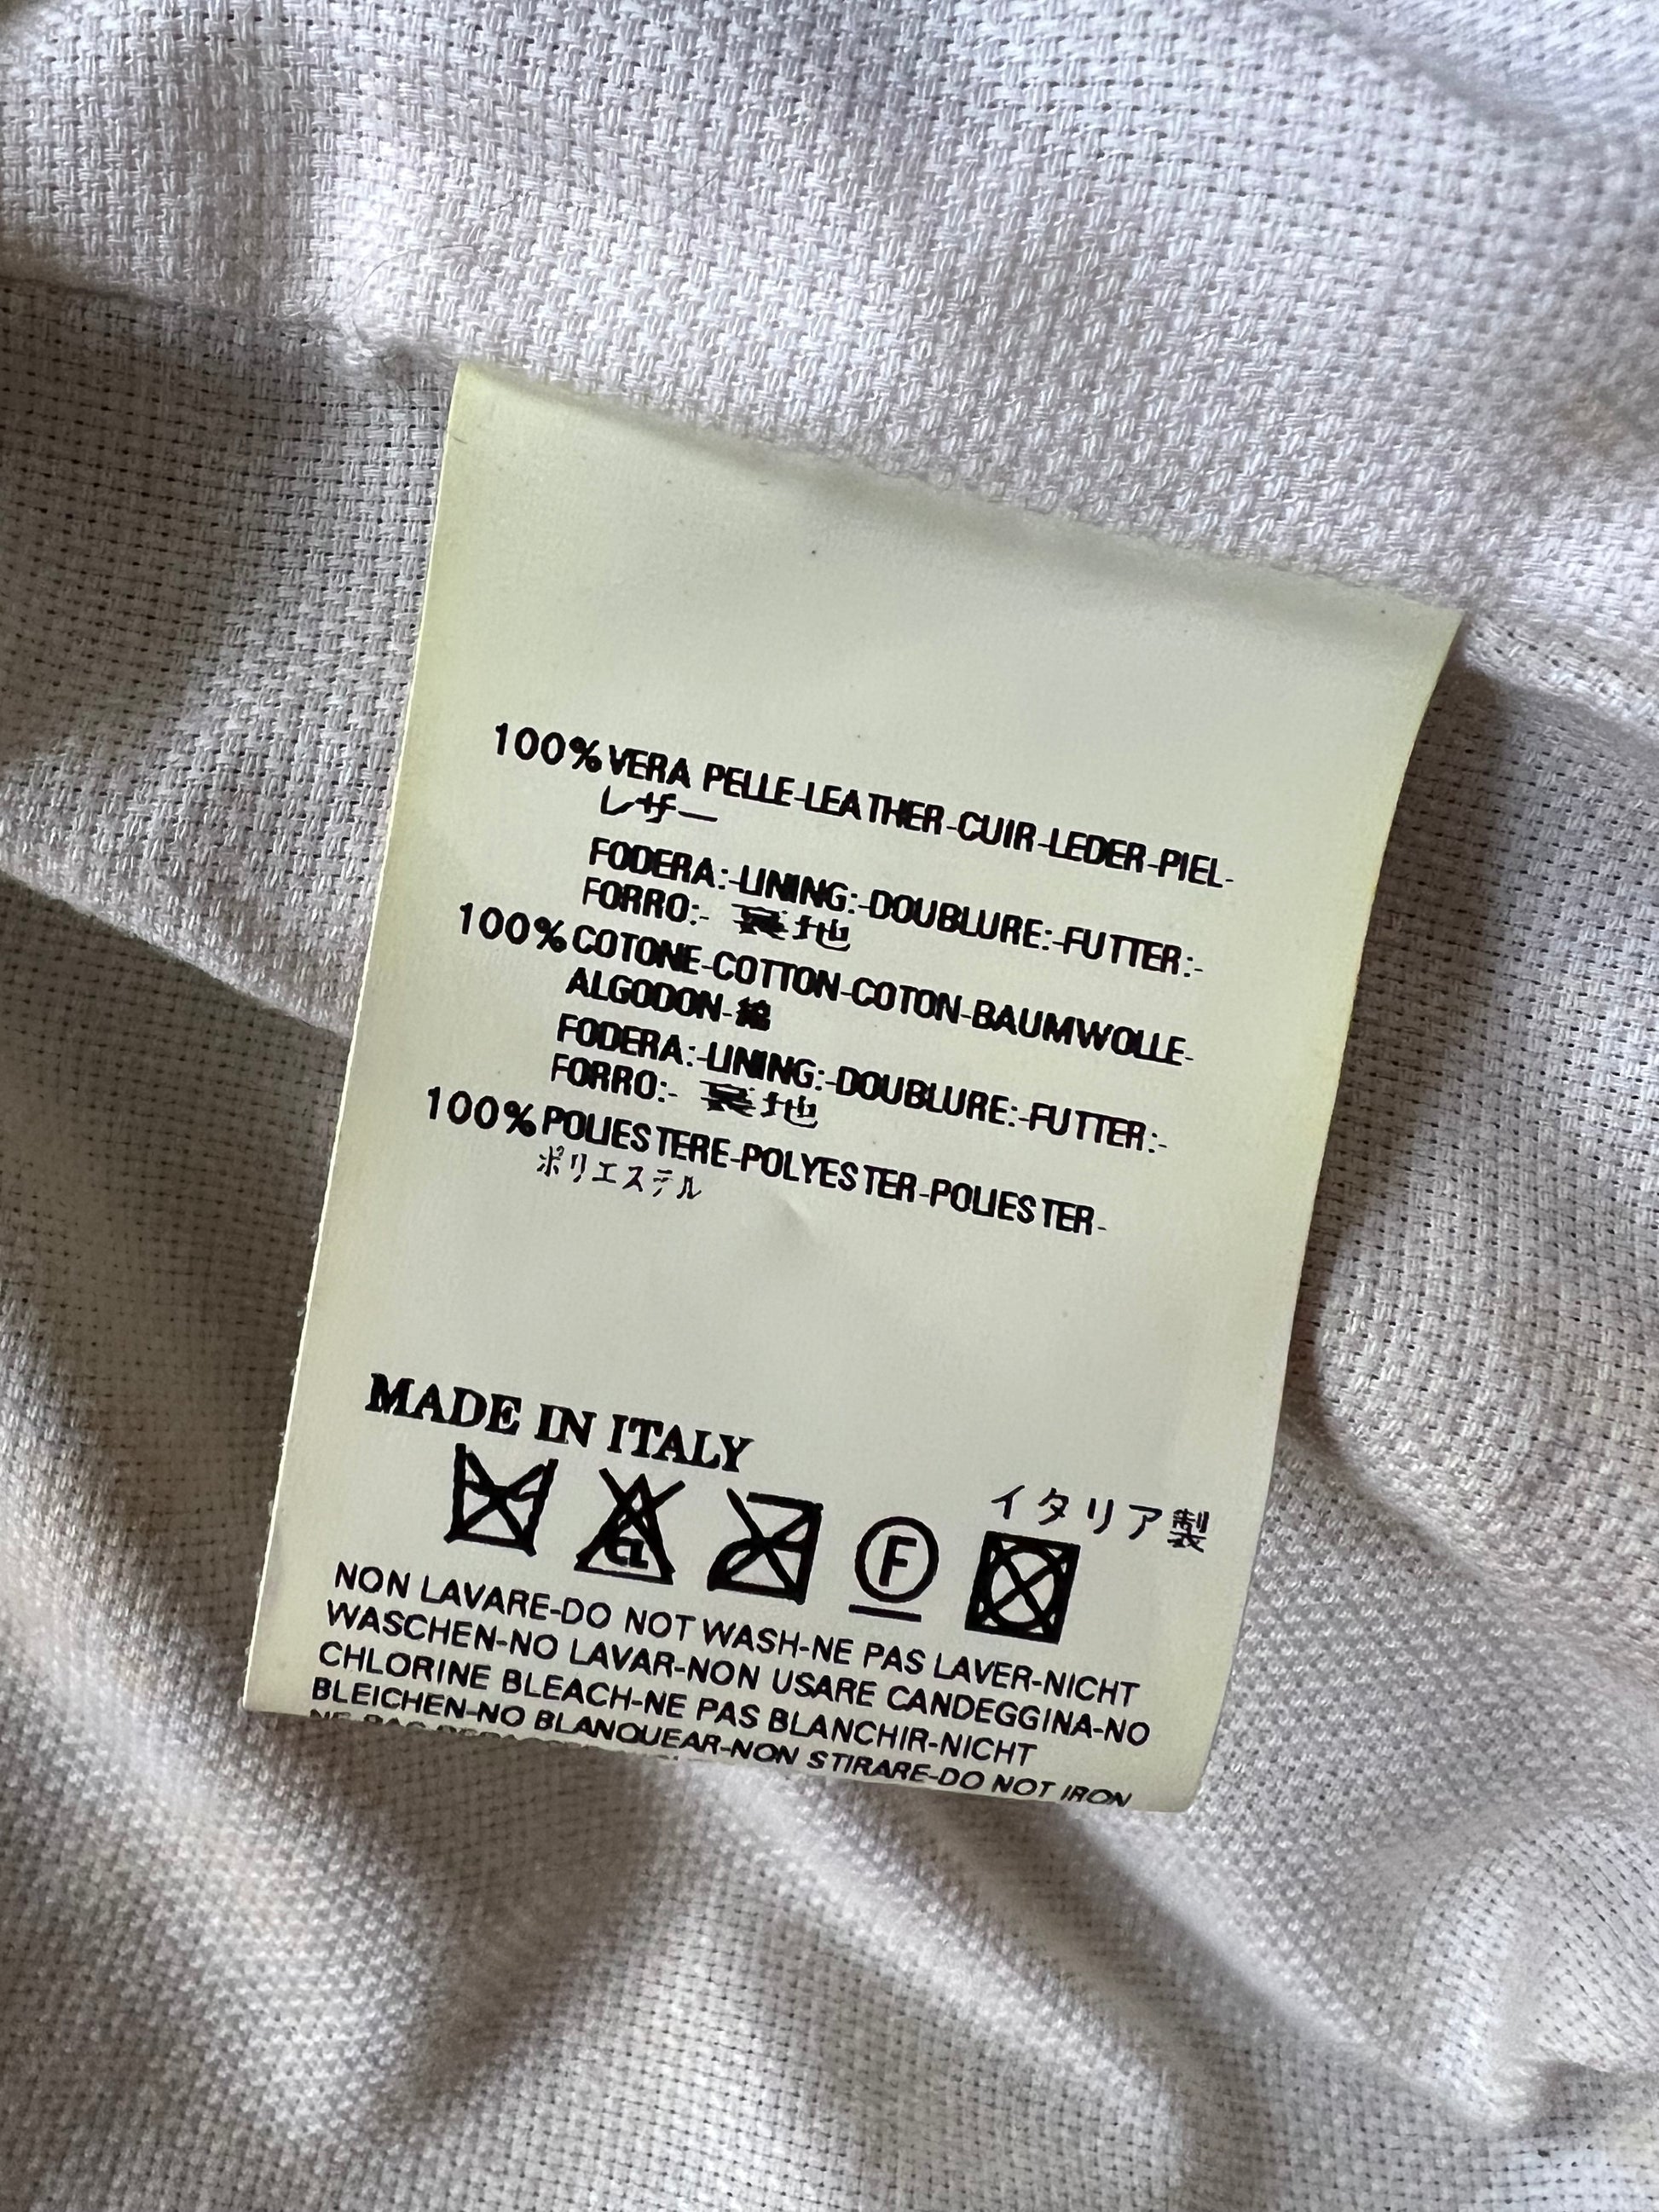 100% VERA PELLE-LEATHER-CUIR-LEDER-PIEL-
レザー
FODERA:-LINING:-DOUBLURE:-FUTTER:-
FORRO:- 裏地
100% COTONE-COTTON-COTON-BAUMWOLLE-
ALGODON-綿
FODERA:-LINING:-DOUBLURE:-FUTTER:-
FORRO:- 裏地
100% POLIESTERE-POLYESTER-POLIESTER-
ポリエステル
MADE IN ITALY
イタリア製
CL
F
NON LAVARE-DO NOT WASH-NE PAS LAVER-NICHT
WASCHEN-NO LAVAR-NON USARE CANDEGGINA-NO
CHLORINE BLEACH-NE PAS BLANCHIR-NICHT
BLEICHEN-NO BLANQUEAR-NON STIRARE-DO NOT IRON
NE PAS